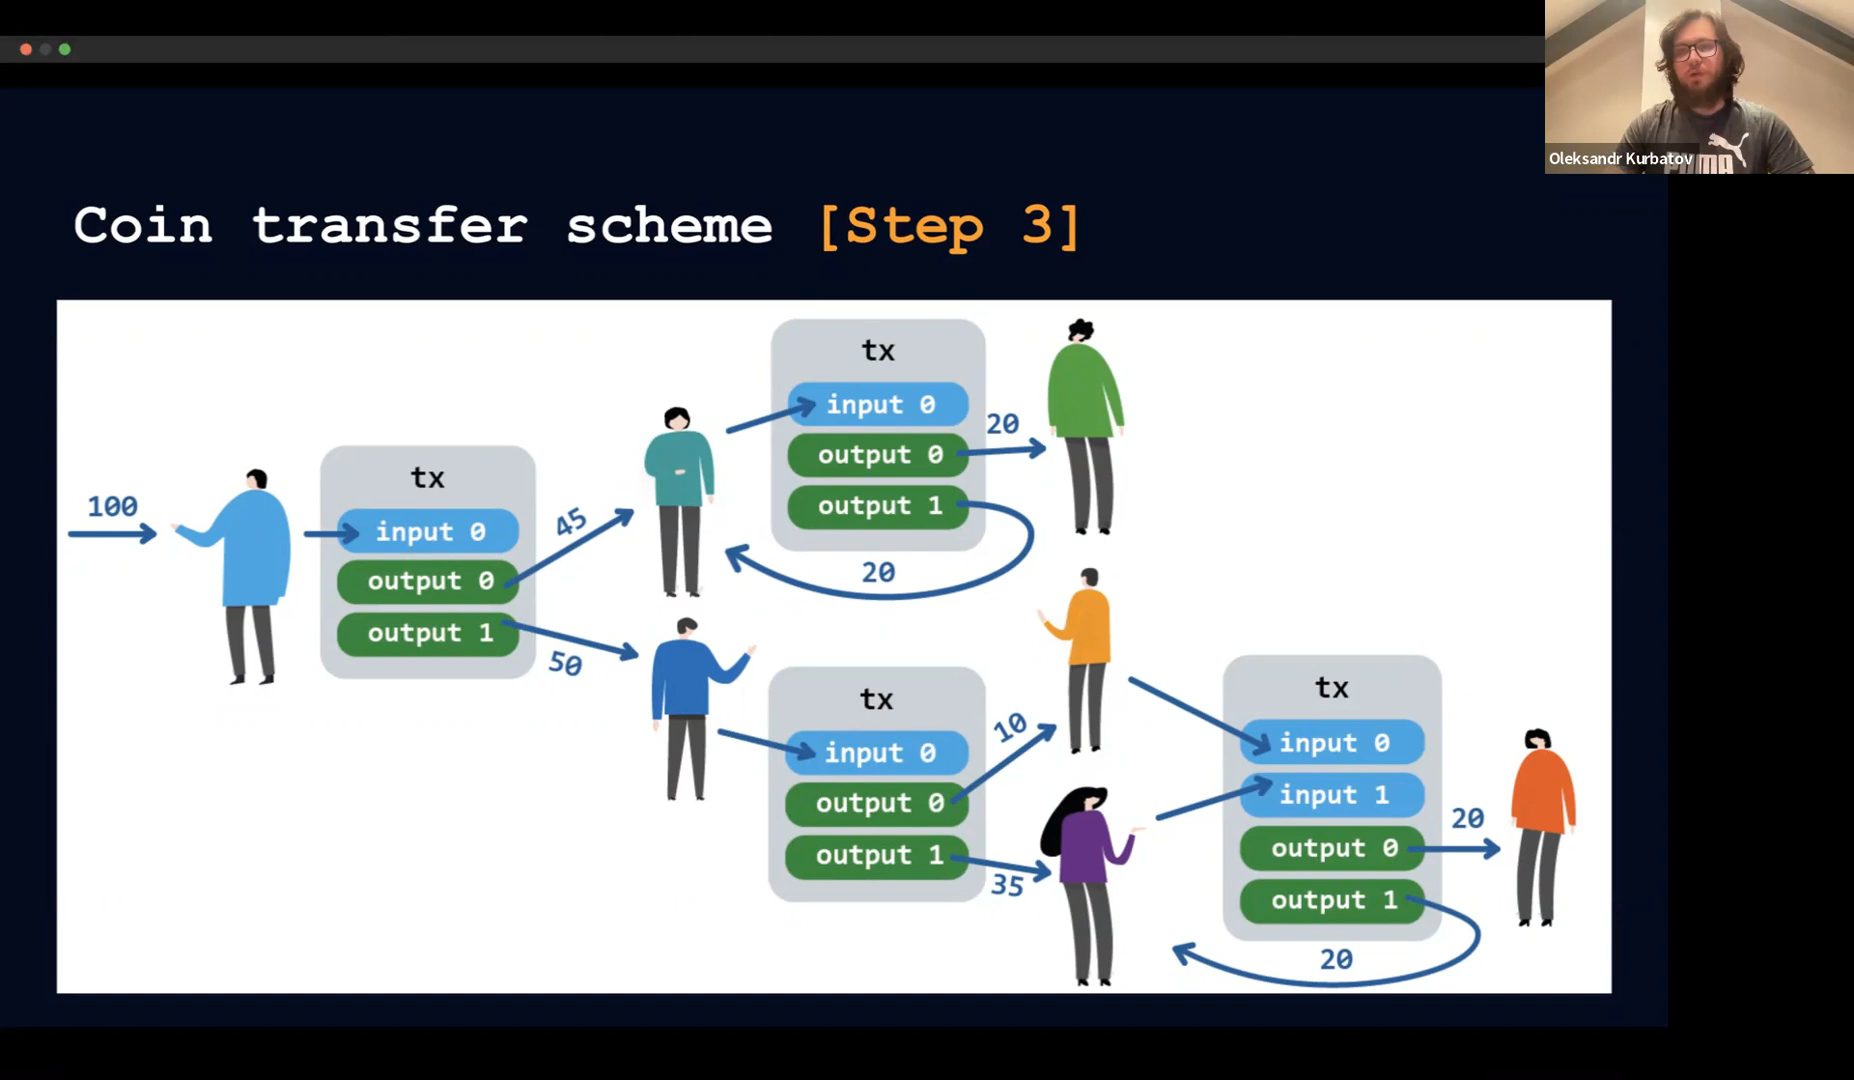 Oleksandr Kurbatov
PUMA
Coin transfer scheme [Step 3]
100
tx
input 0
output 0
output 1
45
50
tx
input 0
output 0
output 1
20
20
tx
input 0
output 0
output 1
10
35
tx
input 0
input 1
output 0
output 1
20
20